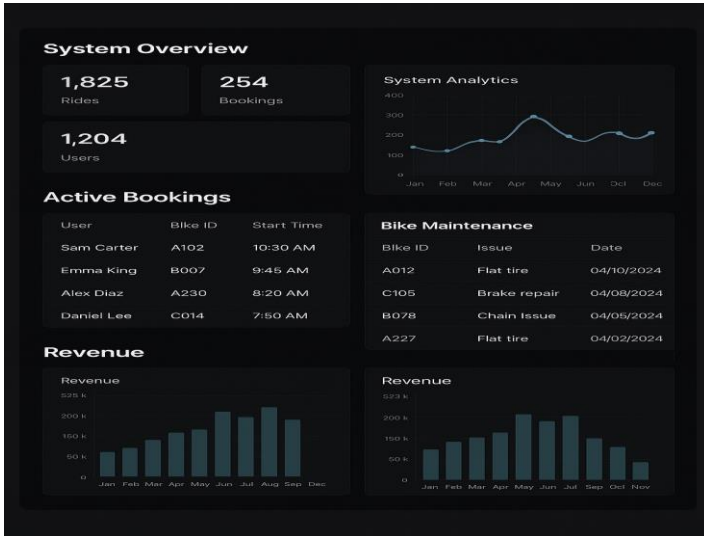 System Overview
1,825
Rides
254
Bookings
1,204
Users
System Analytics
400
300
200
100
0
Jan Feb Mar Apr May Jun Oct Dec
Active Bookings
User Bike ID Start Time
Sam Carter A102 10:30 AM
Emma King B007 9:45 AM
Alex Diaz A230 8:20 AM
Daniel Lee C014 7:50 AM
Bike Maintenance
Bike ID Issue Date
A012 Flat tire 04/10/2024
C105 Brake repair 04/08/2024
B078 Chain Issue 04/05/2024
A227 Flat tire 04/02/2024
Revenue
Revenue
525 k
200 k
150 k
50 k
0
Jan Feb Mar Apr May Jun Jul Aug Sep Dec
Revenue
523 k
200 k
150 k
50 k
0
Jan Feb Mar Apr May Jun Jul Sep Oct Nov